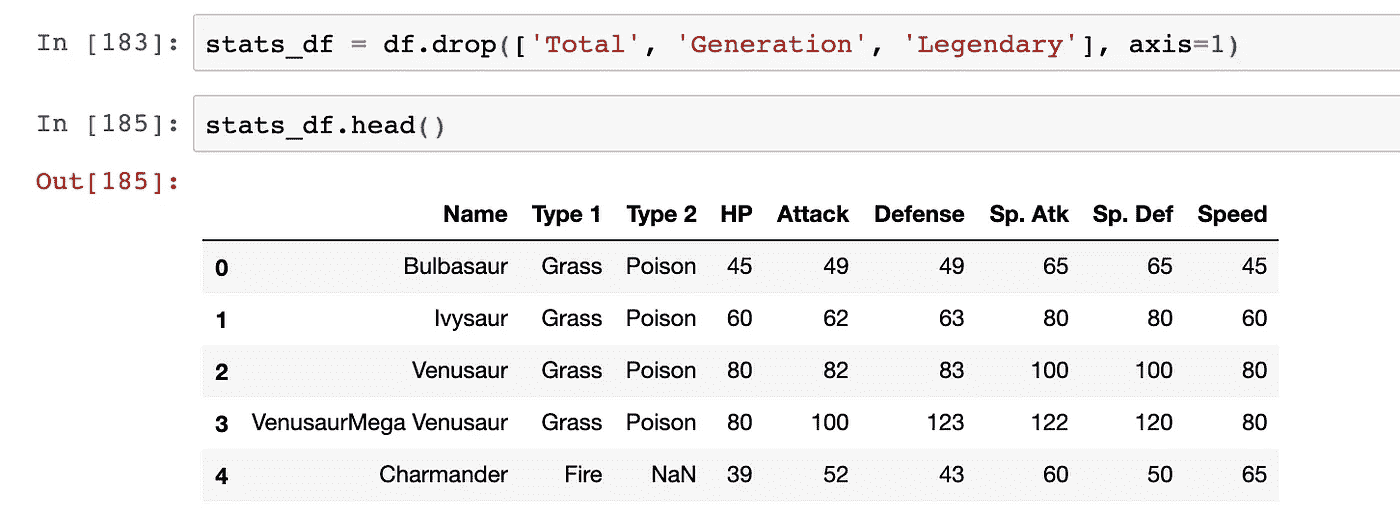 In [183]: stats_df = df.drop(['Total', 'Generation', 'Legendary'], axis=1)
In [185]: stats_df.head()
Out[185]:
Name Type 1 Type 2 HP Attack Defense Sp. Atk Sp. Def Speed
0 Bulbasaur Grass Poison 45 49 49 65 65 45
1 Ivysaur Grass Poison 60 62 63 80 80 60
2 Venusaur Grass Poison 80 82 83 100 100 80
3 VenusaurMega Venusaur Grass Poison 80 100 123 122 120 80
4 Charmander Fire NaN 39 52 43 60 50 65